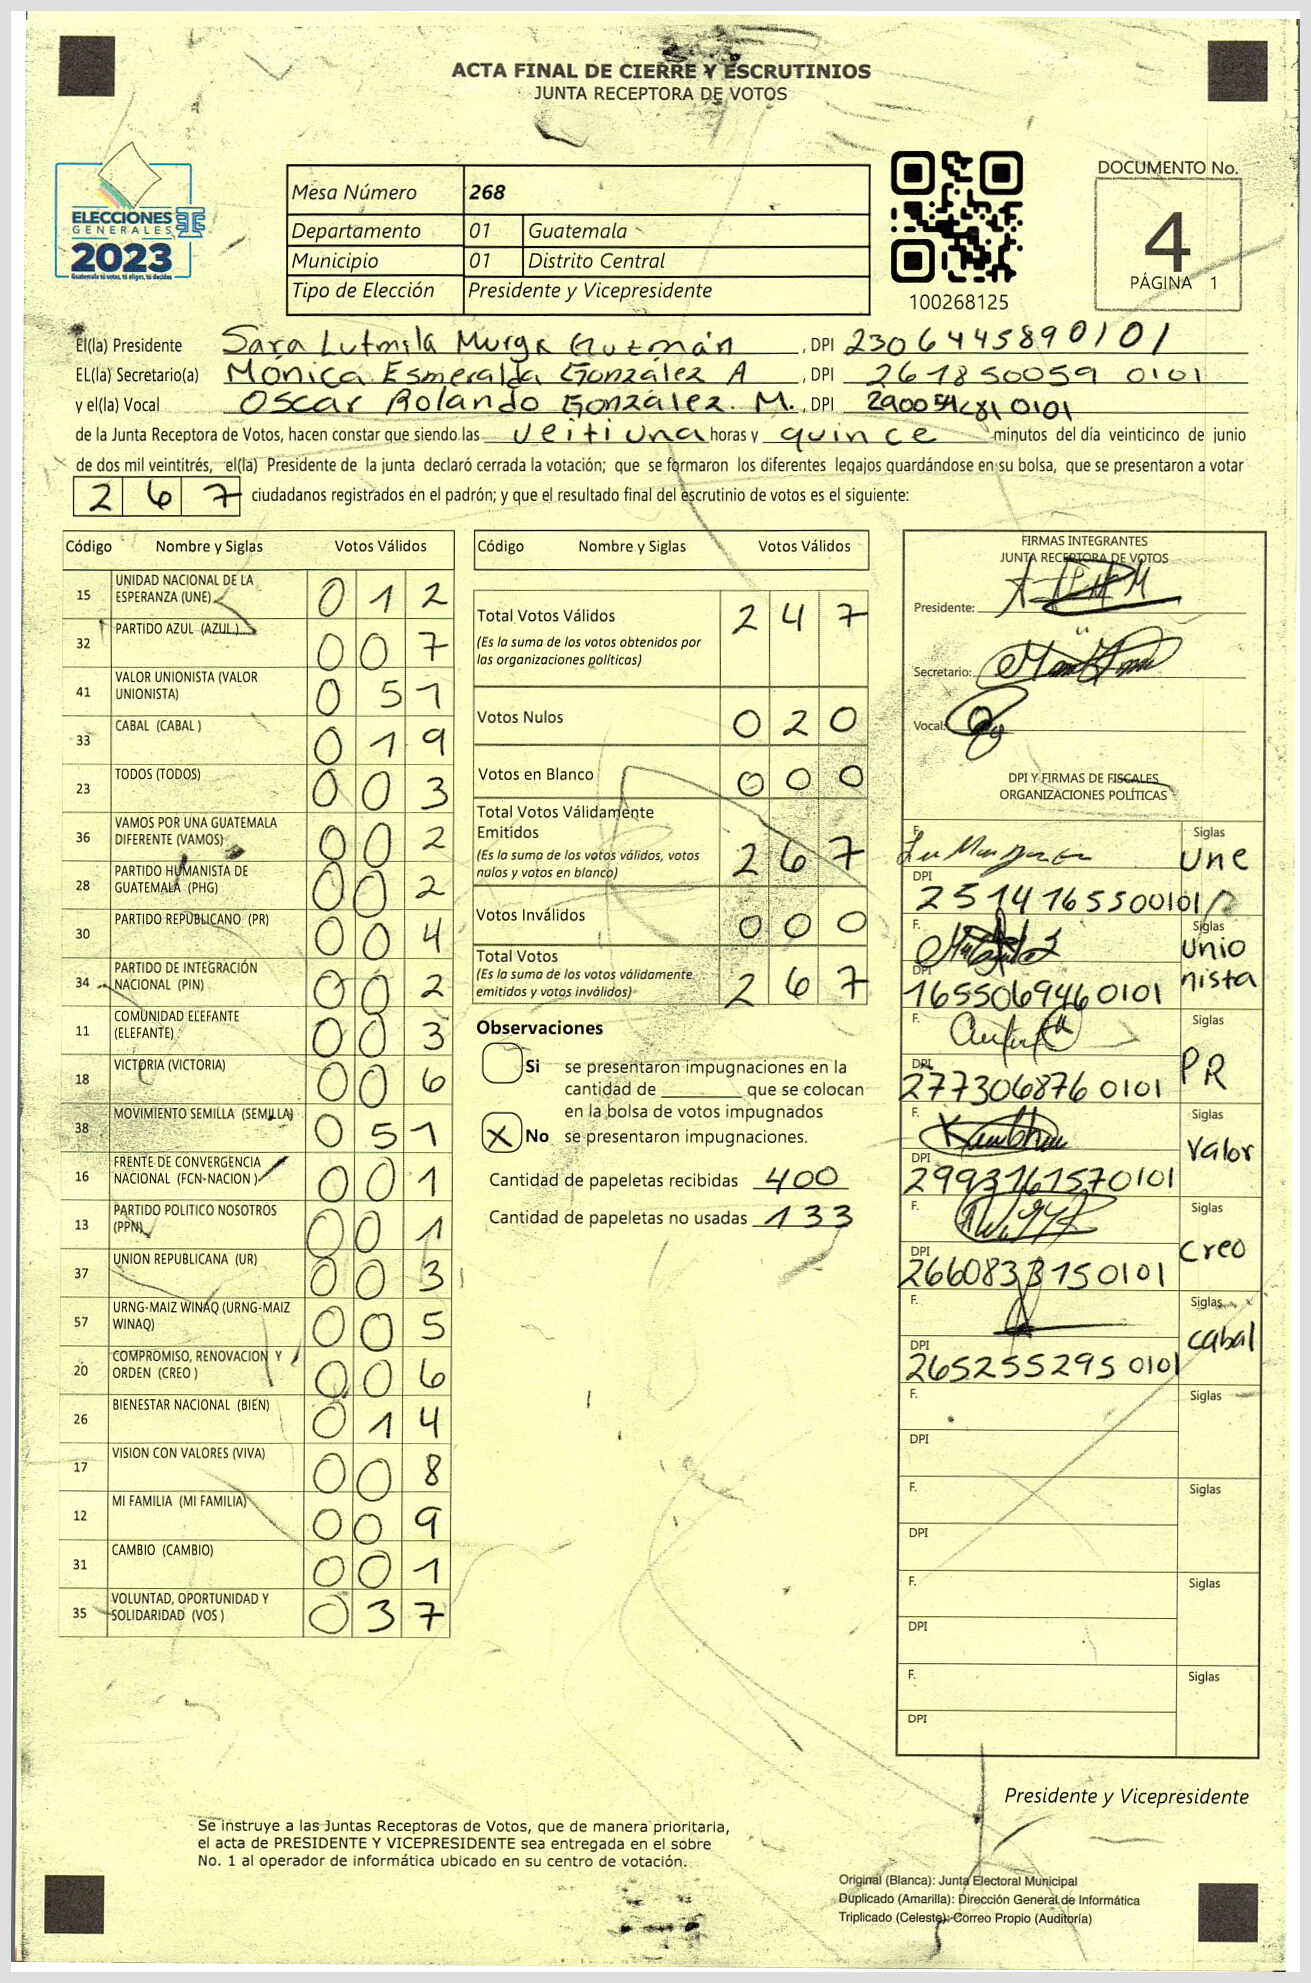 ACTA FINAL DE CIERRE Y ESCRUTINIOS
JUNTA RECEPTORA DE VOTOS
ELECCIONES
GENERALES
2023
Guatemala tú votas, tú eliges, tú decides
Mesa Número 268
Departamento 01 Guatemala
Municipio 01 Distrito Central
Tipo de Elección Presidente y Vicepresidente
100268125
DOCUMENTO No.
4
PÁGINA 1
El(la) Presidente Sara Lutmila Murga Guzmán , DPI 2306445890101
EL(la) Secretario(a) Mónica Esmeralda González A , DPI 261850059 0101
y el(la) Vocal Oscar Rolando González M. , DPI 0101
de la Junta Receptora de Votos, hacen constar que siendo las veitiuna horas y quince minutos del día veinticinco de junio
de dos mil veintitrés, el(la) Presidente de la junta declaró cerrada la votación; que se formaron los diferentes legajos guardándose en su bolsa, que se presentaron a votar
2 6 7 ciudadanos registrados en el padrón; y que el resultado final del escrutinio de votos es el siguiente:
Código Nombre y Siglas Votos Válidos
15 UNIDAD NACIONAL DE LA ESPERANZA (UNE) 0 1 2
32 PARTIDO AZUL (AZUL) 0 0 7
41 VALOR UNIONISTA (VALOR UNIONISTA) 0 5 1
33 CABAL (CABAL ) 0 1 9
23 TODOS (TODOS) 0 0 3
36 VAMOS POR UNA GUATEMALA DIFERENTE (VAMOS) 0 0 2
28 PARTIDO HUMANISTA DE GUATEMALA (PHG) 0 0 2
30 PARTIDO REPUBLICANO (PR) 0 0 4
34 PARTIDO DE INTEGRACIÓN NACIONAL (PIN) 0 0 2
11 COMUNIDAD ELEFANTE (ELEFANTE) 0 0 3
18 VICTORIA (VICTORIA) 0 0 6
38 MOVIMIENTO SEMILLA (SEMILLA) 0 5 1
16 FRENTE DE CONVERGENCIA NACIONAL (FCN-NACION ) 0 0 1
13 PARTIDO POLITICO NOSOTROS (PPN) 0 0 1
37 UNION REPUBLICANA (UR) 0 0 3
57 URNG-MAIZ WINAQ (URNG-MAIZ WINAQ) 0 0 5
20 COMPROMISO, RENOVACION Y ORDEN (CREO ) 0 0 6
26 BIENESTAR NACIONAL (BIEN) 0 1 4
17 VISION CON VALORES (VIVA) 0 0 8
12 MI FAMILIA (MI FAMILIA) 0 0 9
31 CAMBIO (CAMBIO) 0 0 1
35 VOLUNTAD, OPORTUNIDAD Y SOLIDARIDAD (VOS ) 0 3 7
Código Nombre y Siglas Votos Válidos
Total Votos Válidos 2 4 7
(Es la suma de los votos obtenidos por
las organizaciones políticas)
Votos Nulos 0 2 0
Votos en Blanco 0 0 0
Total Votos Válidamente
Emitidos 2 6 7
(Es la suma de los votos válidos, votos
nulos y votos en blanco)
Votos Inválidos 0 0 0
Total Votos 2 6 7
(Es la suma de los votos válidamente
emitidos y votos inválidos)
Observaciones
Si se presentaron impugnaciones en la
cantidad de ________ que se colocan
en la bolsa de votos impugnados
X No se presentaron impugnaciones.
Cantidad de papeletas recibidas 400
Cantidad de papeletas no usadas 133
FIRMAS INTEGRANTES
JUNTA RECEPTORA DE VOTOS
Presidente:
Secretario:
Vocal:
DPI Y FIRMAS DE FISCALES
ORGANIZACIONES POLÍTICAS
F. Siglas
Une
DPI
2514165500101
F. Siglas
Unio
nista
DPI
1655069460101
F. Siglas
PR
DPI
277306876 0101
F. Siglas
Valor
DPI
2993161570101
F. Siglas
creo
DPI
2660833150101
F. Siglas
cabal
DPI
265255295 0101
F. Siglas
DPI
F. Siglas
DPI
F. Siglas
DPI
F. Siglas
DPI
Presidente y Vicepresidente
Se instruye a las Juntas Receptoras de Votos, que de manera prioritaria,
el acta de PRESIDENTE Y VICEPRESIDENTE sea entregada en el sobre
No. 1 al operador de informática ubicado en su centro de votación.
Original (Blanca): Junta Electoral Municipal
Duplicado (Amarilla): Dirección General de Informática
Triplicado (Celeste): Correo Propio (Auditoría)